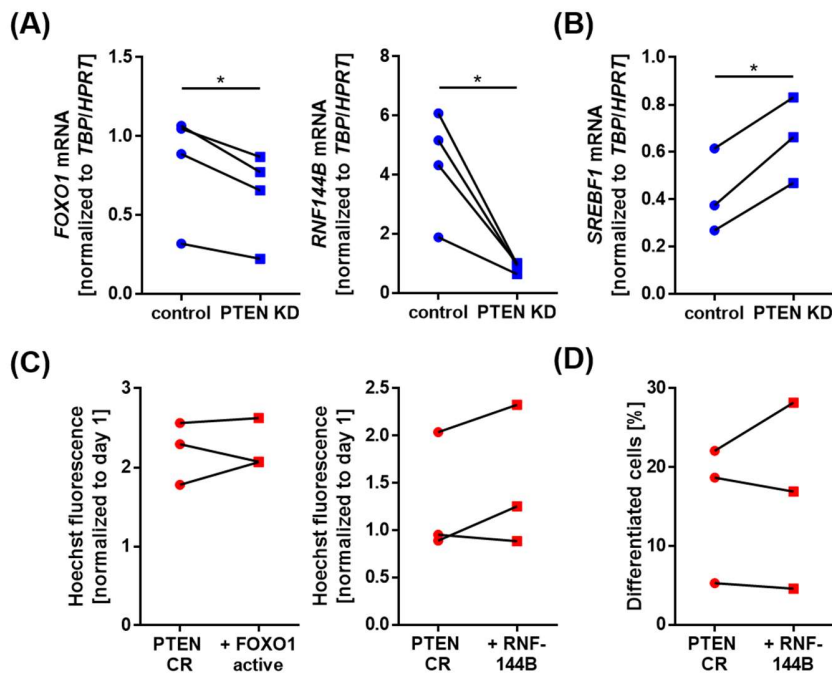 (A)
FOXO1 mRNA
[normalized to TBP/HPRT]
1.5
1.0
0.5
0.0
*
control PTEN KD
RNF144B mRNA
[normalized to TBP/HPRT]
6
4
2
0
*
control PTEN KD
(B)
SREBF1 mRNA
[normalized to TBP/HPRT]
1.0
0.8
0.6
0.4
0.2
0.0
*
control PTEN KD
(C)
Hoechst fluorescence
[normalized to day 1]
3
2
1
0
PTEN
CR
+ FOXO1
active
Hoechst fluorescence
[normalized to day 1]
2.5
2.0
1.5
1.0
0.5
0.0
PTEN
CR
+ RNF-
144B
(D)
Differentiated cells [%]
30
20
10
0
PTEN
CR
+ RNF-
144B